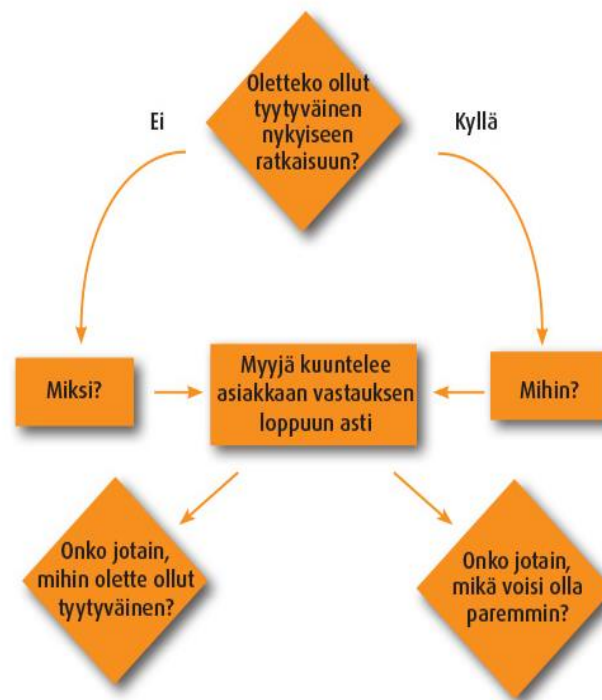 Oletteko ollut
tyytyväinen
nykyiseen
ratkaisuun?
Ei
Kyllä
Miksi?
Myyjä kuuntelee
asiakkaan vastauksen
loppuun asti
Mihin?
Onko jotain,
mihin olette ollut
tyytyväinen?
Onko jotain,
mikä voisi olla
paremmin?